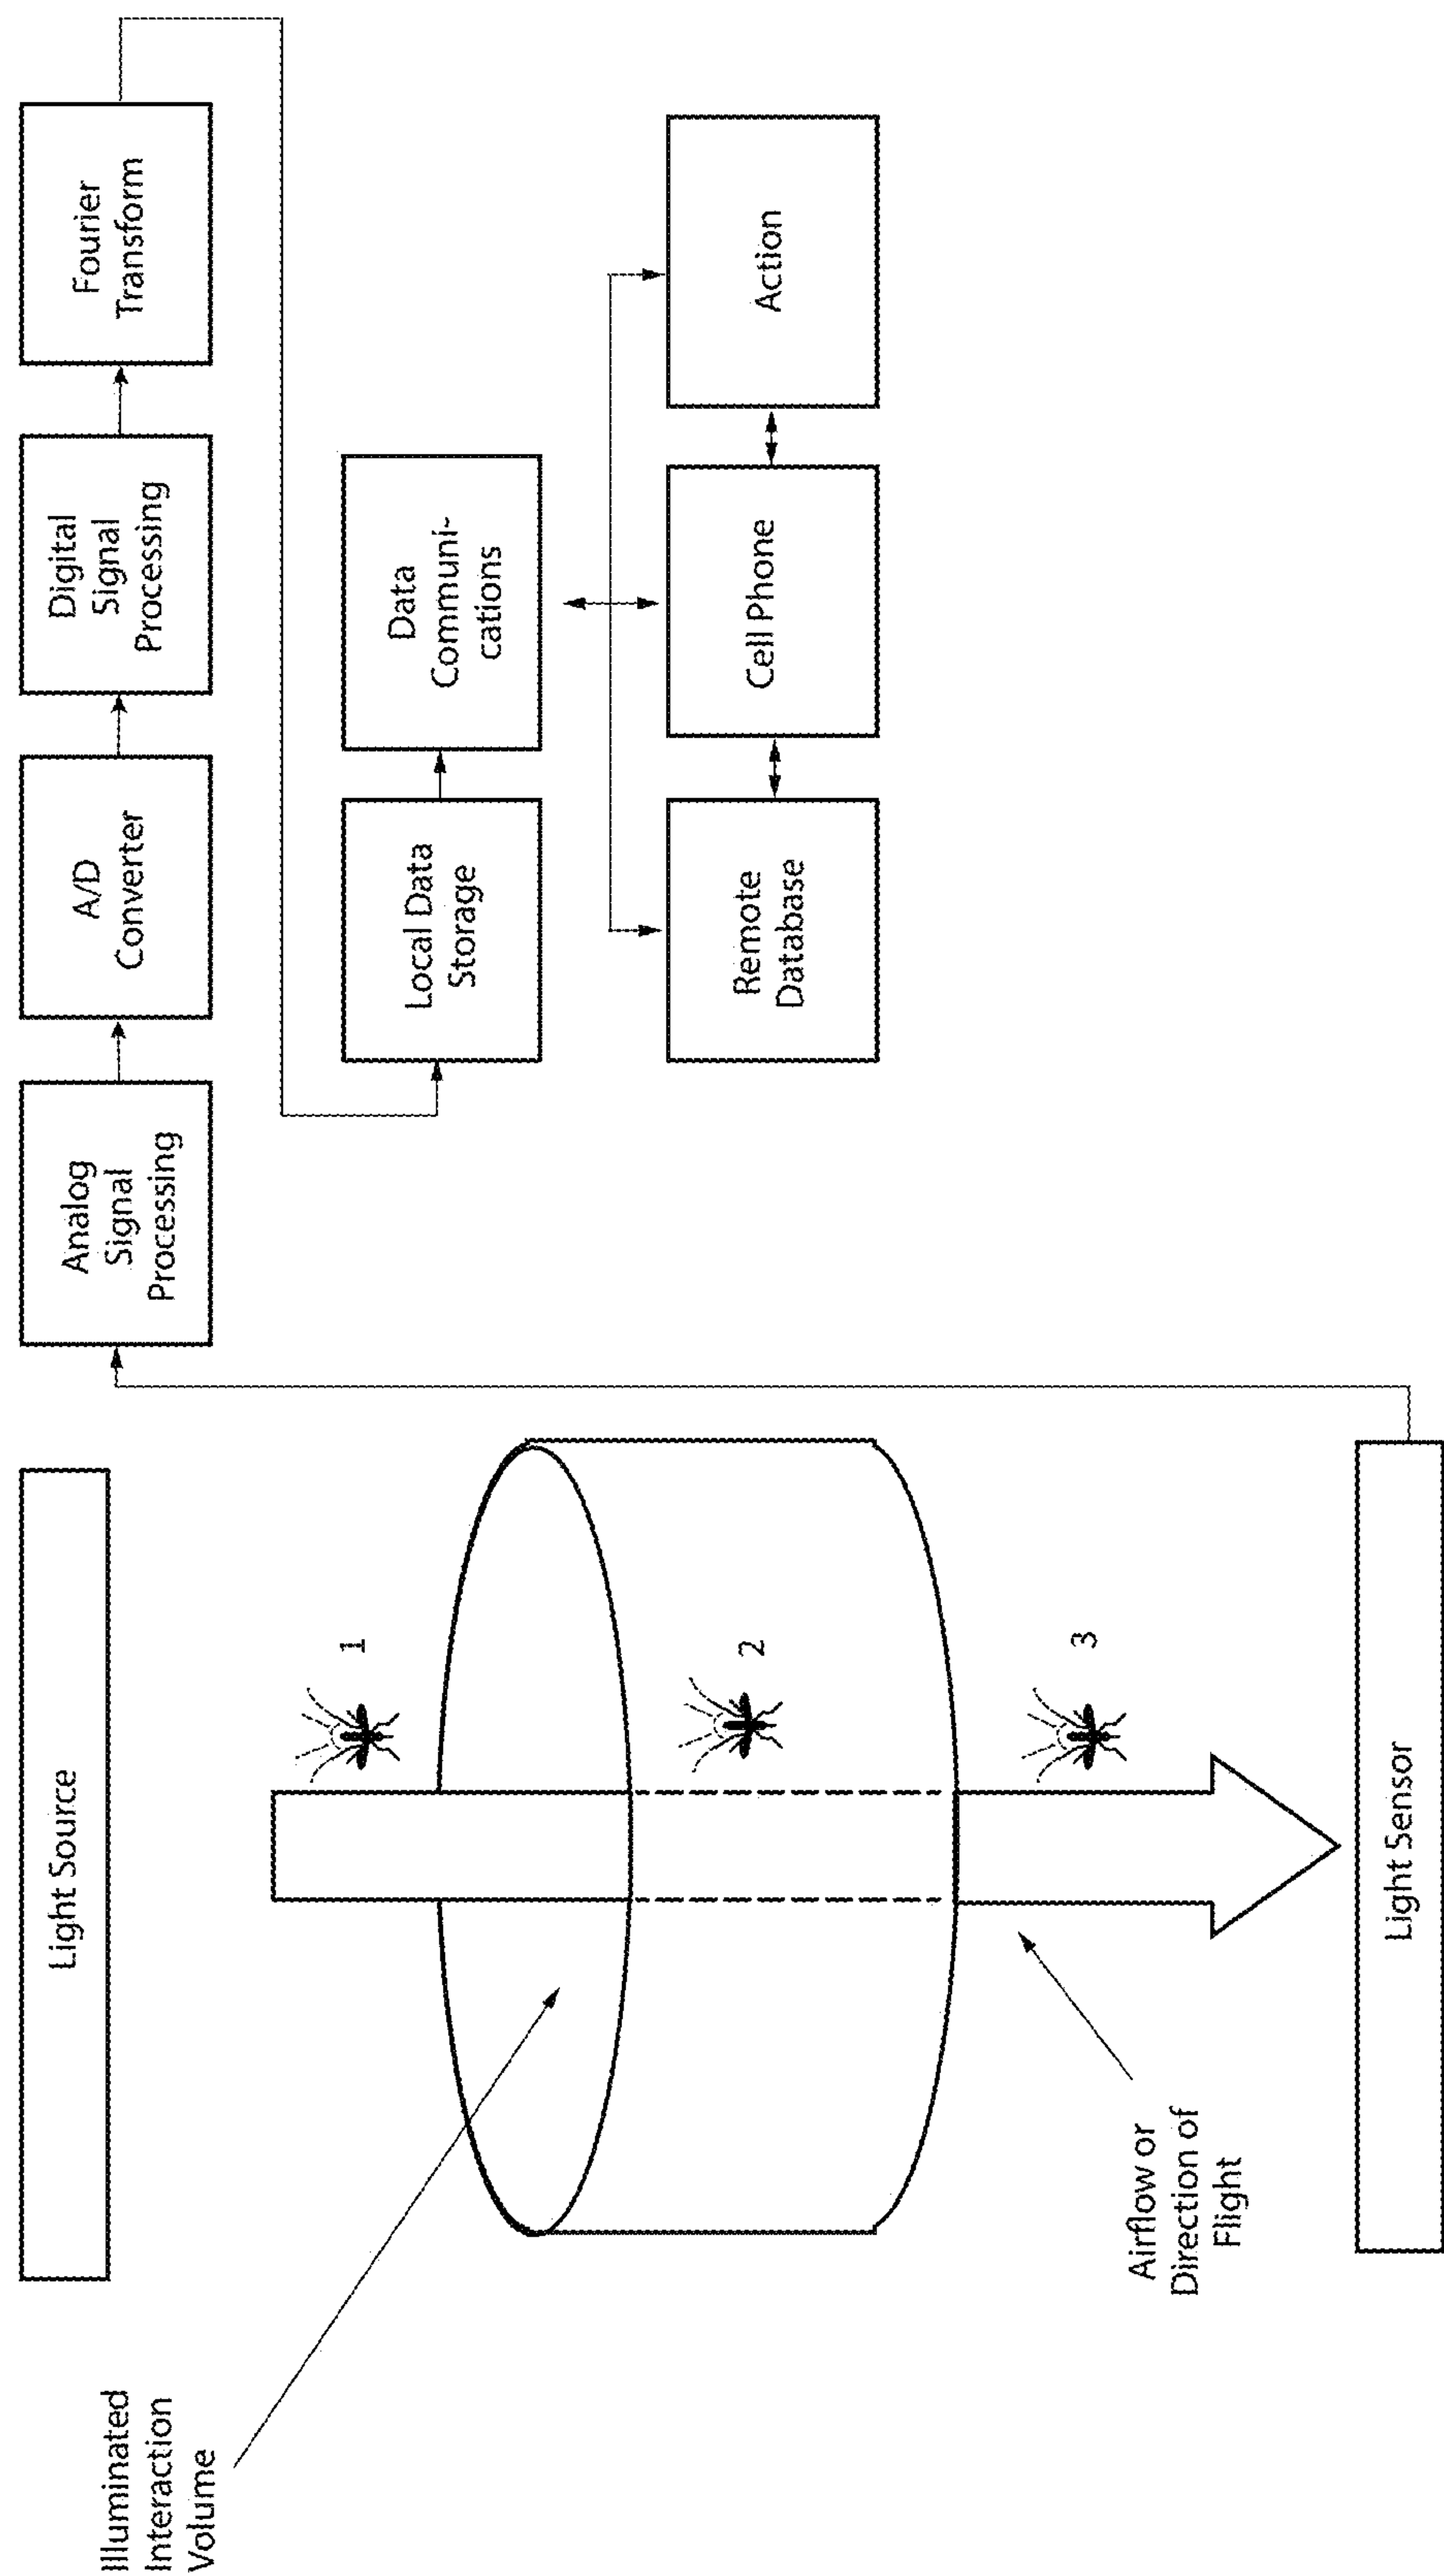 Illuminated
Interaction
Volume
Light Source
1
2
3
Airflow or
Direction of
Flight
Light Sensor
Analog
Signal
Processing
A/D
Converter
Digital
Signal
Processing
Fourier
Transform
Local Data
Storage
Data
Communi-
cations
Remote
Database
Cell Phone
Action